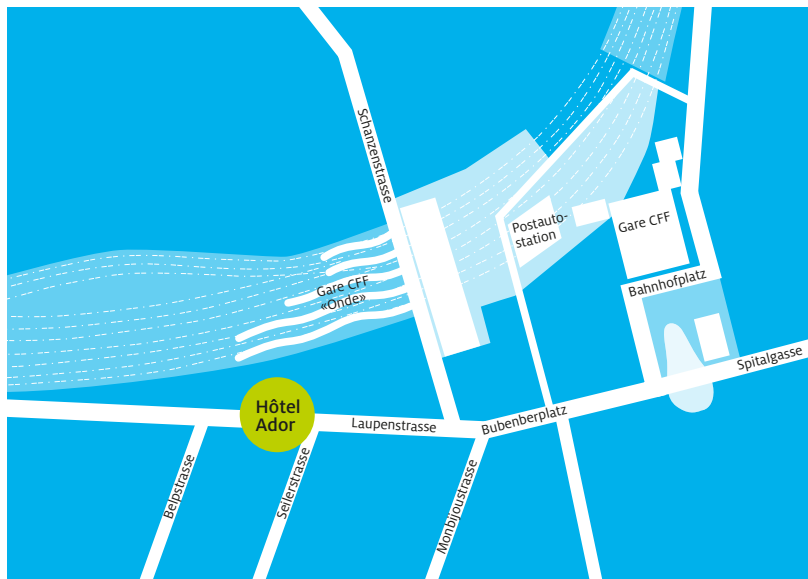 Schanzenstrasse
Postauto-
station
Gare CFF
Gare CFF
«Onde»
Bahnhofplatz
Spitalgasse
Hôtel
Ador
Laupenstrasse
Bubenberplatz
Belpstrasse
Seilerstrasse
Monbijoustrasse